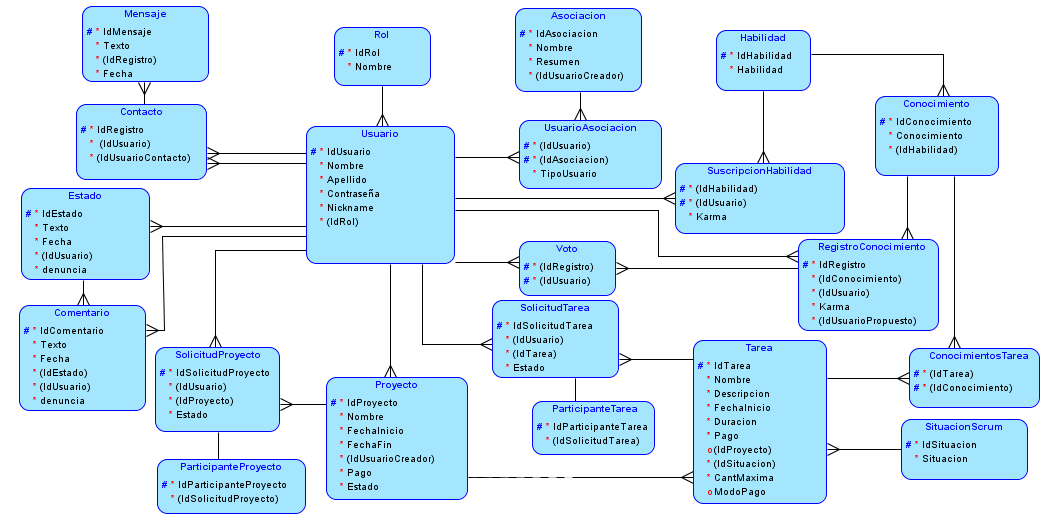 Mensaje
# * IdMensaje
* Texto
* (IdRegistro)
* Fecha
Rol
# * IdRol
* Nombre
Asociacion
# * IdAsociacion
* Nombre
* Resumen
* (IdUsuarioCreador)
Habilidad
# * IdHabilidad
* Habilidad
Contacto
# * IdRegistro
* (IdUsuario)
* (IdUsuarioContacto)
Usuario
# * IdUsuario
* Nombre
* Apellido
* Contraseña
* Nickname
* (IdRol)
UsuarioAsociacion
# * (IdUsuario)
# * (IdAsociacion)
* TipoUsuario
Conocimiento
# * IdConocimiento
* Conocimiento
* (IdHabilidad)
SuscripcionHabilidad
# * (IdHabilidad)
# * (IdUsuario)
* Karma
Estado
# * IdEstado
* Texto
* Fecha
* (IdUsuario)
* denuncia
Voto
# * (IdRegistro)
# * (IdUsuario)
RegistroConocimiento
# * IdRegistro
* (IdConocimiento)
* (IdUsuario)
* Karma
* (IdUsuarioPropuesto)
Comentario
# * IdComentario
* Texto
* Fecha
* (IdEstado)
* (IdUsuario)
* denuncia
SolicitudProyecto
# * IdSolicitudProyecto
* (IdUsuario)
* (IdProyecto)
* Estado
SolicitudTarea
# * IdSolicitudTarea
* (IdUsuario)
* (IdTarea)
* Estado
Tarea
# * IdTarea
* Nombre
* Descripcion
* FechaInicio
* Duracion
* Pago
o (IdProyecto)
* (IdSituacion)
* CantMaxima
o ModoPago
ConocimientosTarea
# * (IdTarea)
# * (IdConocimiento)
Proyecto
# * IdProyecto
* Nombre
* FechaInicio
* FechaFin
* (IdUsuarioCreador)
* Pago
* Estado
ParticipanteTarea
# * IdParticipanteTarea
* (IdSolicitudTarea)
SituacionScrum
# * IdSituacion
* Situacion
ParticipanteProyecto
# * IdParticipanteProyecto
* (IdSolicitudProyecto)